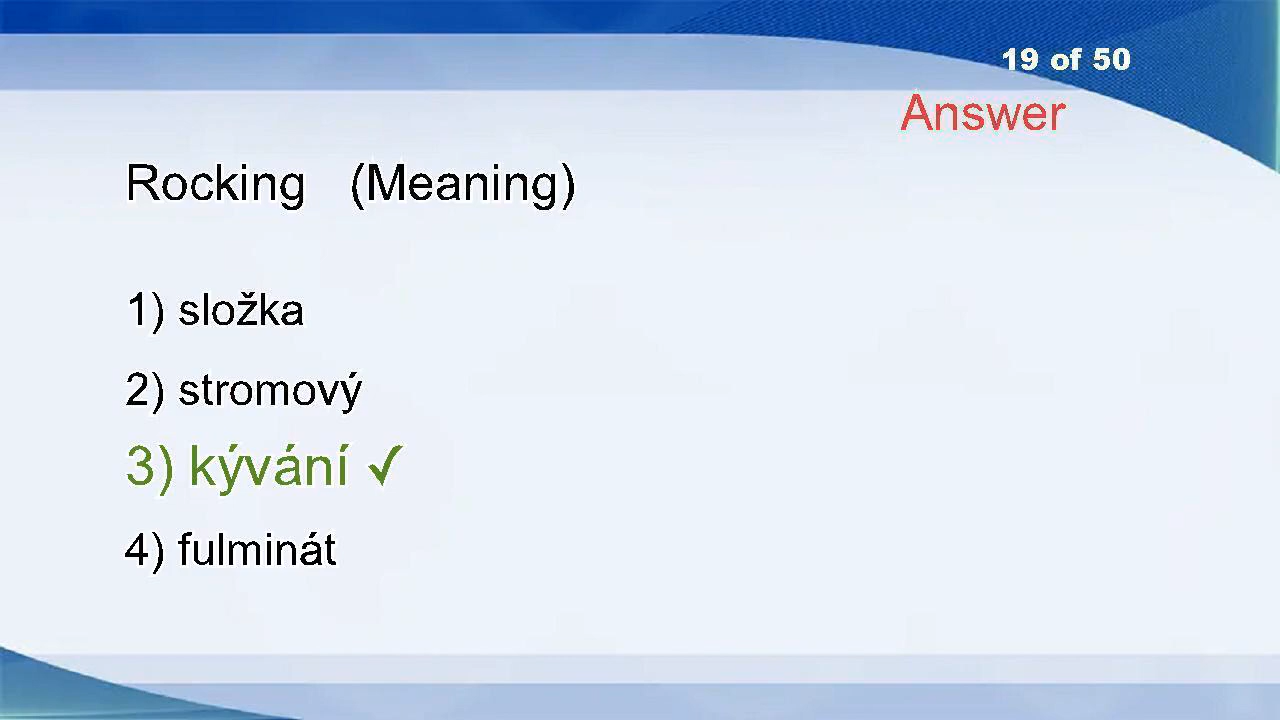 19 of 50
Answer
Rocking (Meaning)
1) složka
2) stromový
3) kývání ✓
4) fulminát